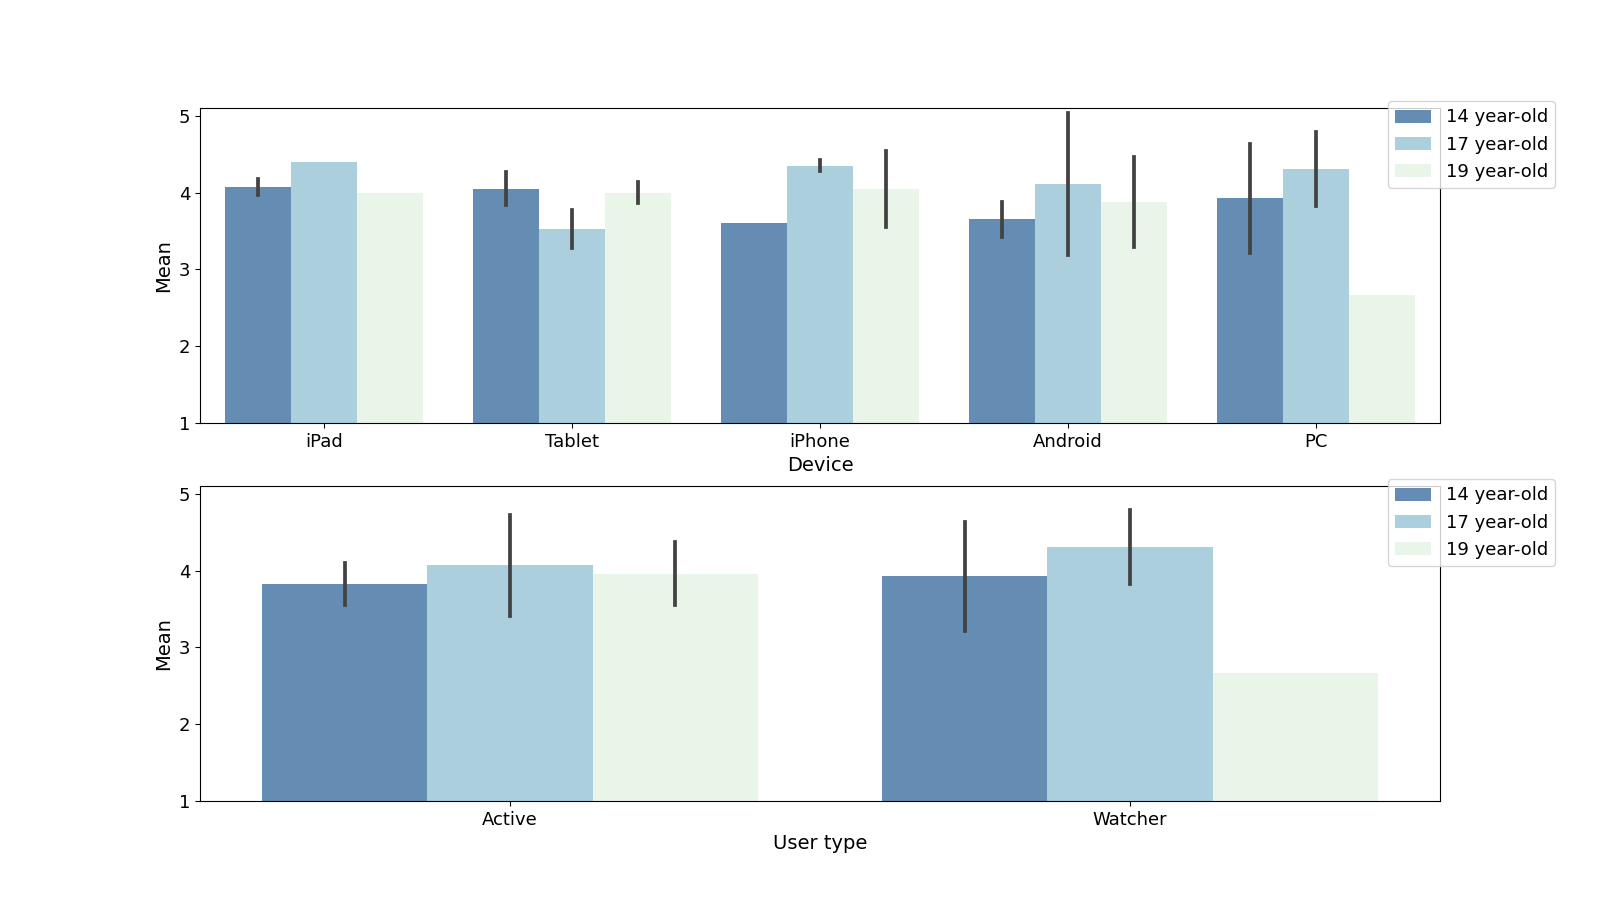 5
4
3
2
1
Mean
iPad Tablet iPhone Android PC
Device
14 year-old
17 year-old
19 year-old
5
4
3
2
1
Mean
Active Watcher
User type
14 year-old
17 year-old
19 year-old